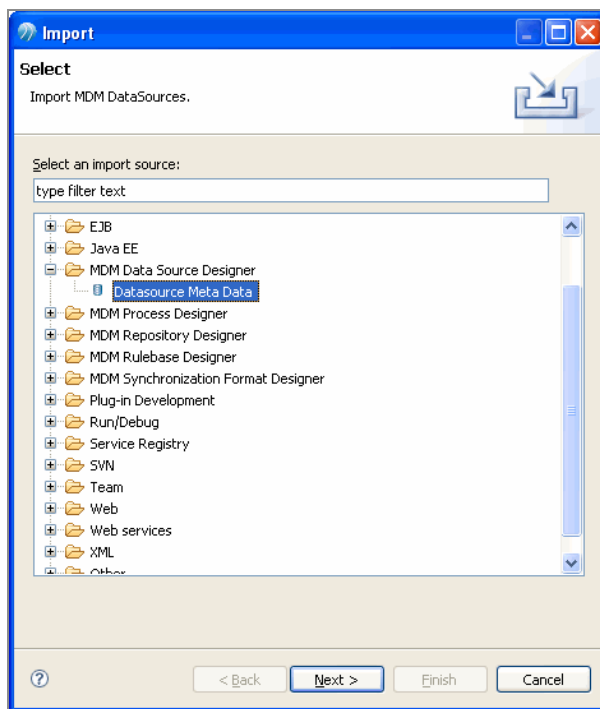 Import
Select
Import MDM DataSources.
Select an import source:
type filter text
EJB
Java EE
MDM Data Source Designer
Datasource Meta Data
MDM Process Designer
MDM Repository Designer
MDM Rulebase Designer
MDM Synchronization Format Designer
Plug-in Development
Run/Debug
Service Registry
SVN
Team
Web
Web services
XML
Other
< Back Next > Finish Cancel